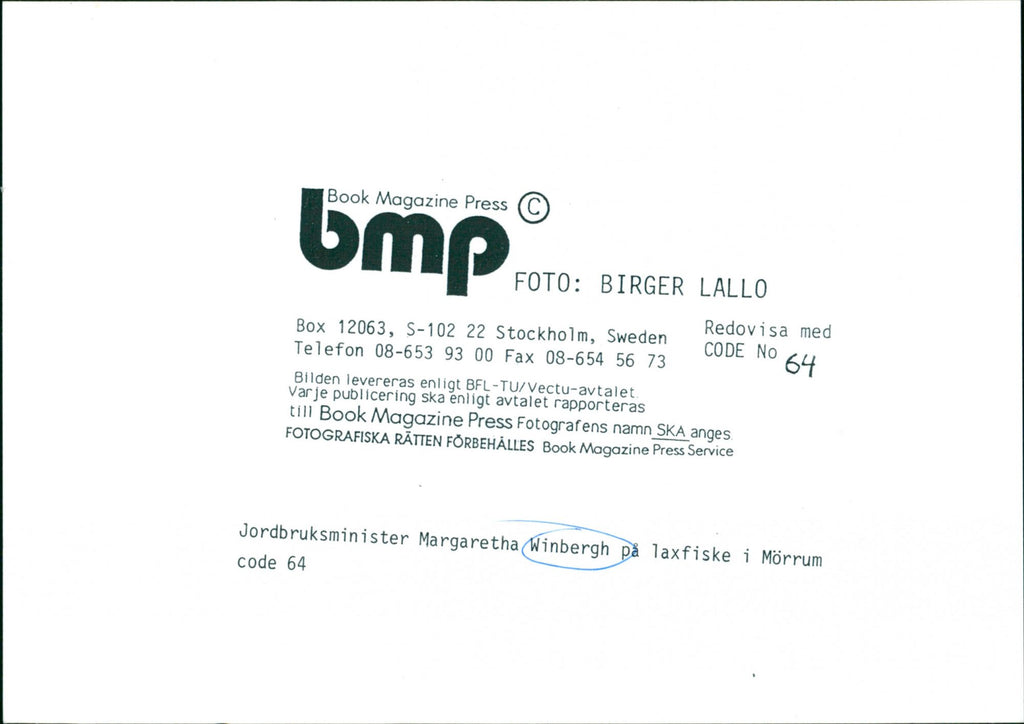 Book Magazine Press ©
bmp
FOTO: BIRGER LALLO
Box 12063, S-102 22 Stockholm, Sweden
Telefon 08-653 93 00 Fax 08-654 56 73
Redovisa med
CODE No 64
Bilden levereras enligt BFL-TU/Vectu-avtalet.
Varje publicering ska enligt avtalet rapporteras
till Book Magazine Press Fotografens namn SKA anges.
FOTOGRAFISKA RÄTTEN FÖRBEHÅLLES Book Magazine Press Service
Jordbruksminister Margaretha Winbergh på laxfiske i Mörrum
code 64